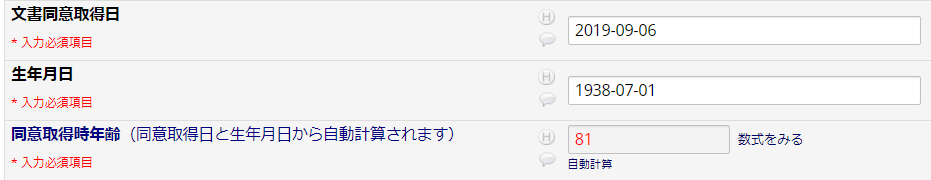 文書同意取得日
* 入力必須項目
H
2019-09-06
生年月日
* 入力必須項目
H
1938-07-01
同意取得時年齢（同意取得日と生年月日から自動計算されます）
* 入力必須項目
H
81 数式をみる
自動計算